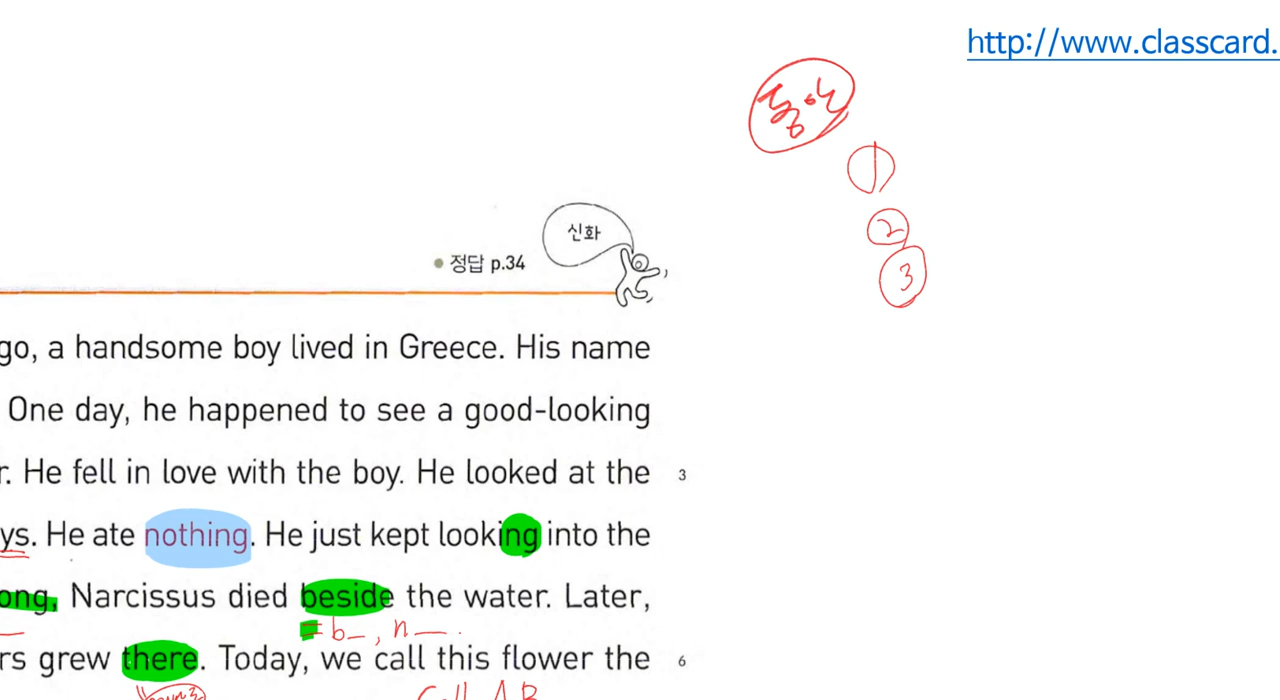 http://www.classcard.
중안
①
②
③
신화
정답 p.34
go, a handsome boy lived in Greece. His name
One day, he happened to see a good-looking
r. He fell in love with the boy. He looked at the 3
ys. He ate nothing. He just kept looking into the
ong, Narcissus died beside the water. Later,
= b_, n_.
rs grew there. Today, we call this flower the 6
Call A B